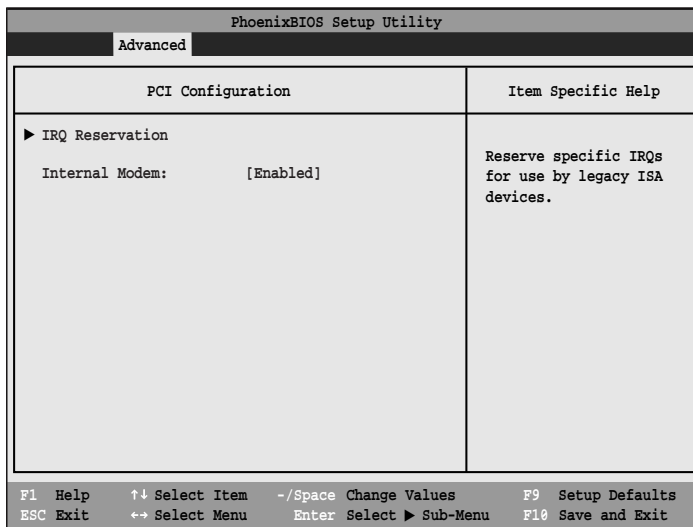 PhoenixBIOS Setup Utility
Advanced
PCI Configuration
Item Specific Help
▶ IRQ Reservation
Internal Modem: [Enabled]
Reserve specific IRQs
for use by legacy ISA
devices.
F1 Help ↑↓ Select Item -/Space Change Values F9 Setup Defaults
ESC Exit ←→ Select Menu Enter Select ▶ Sub-Menu F10 Save and Exit